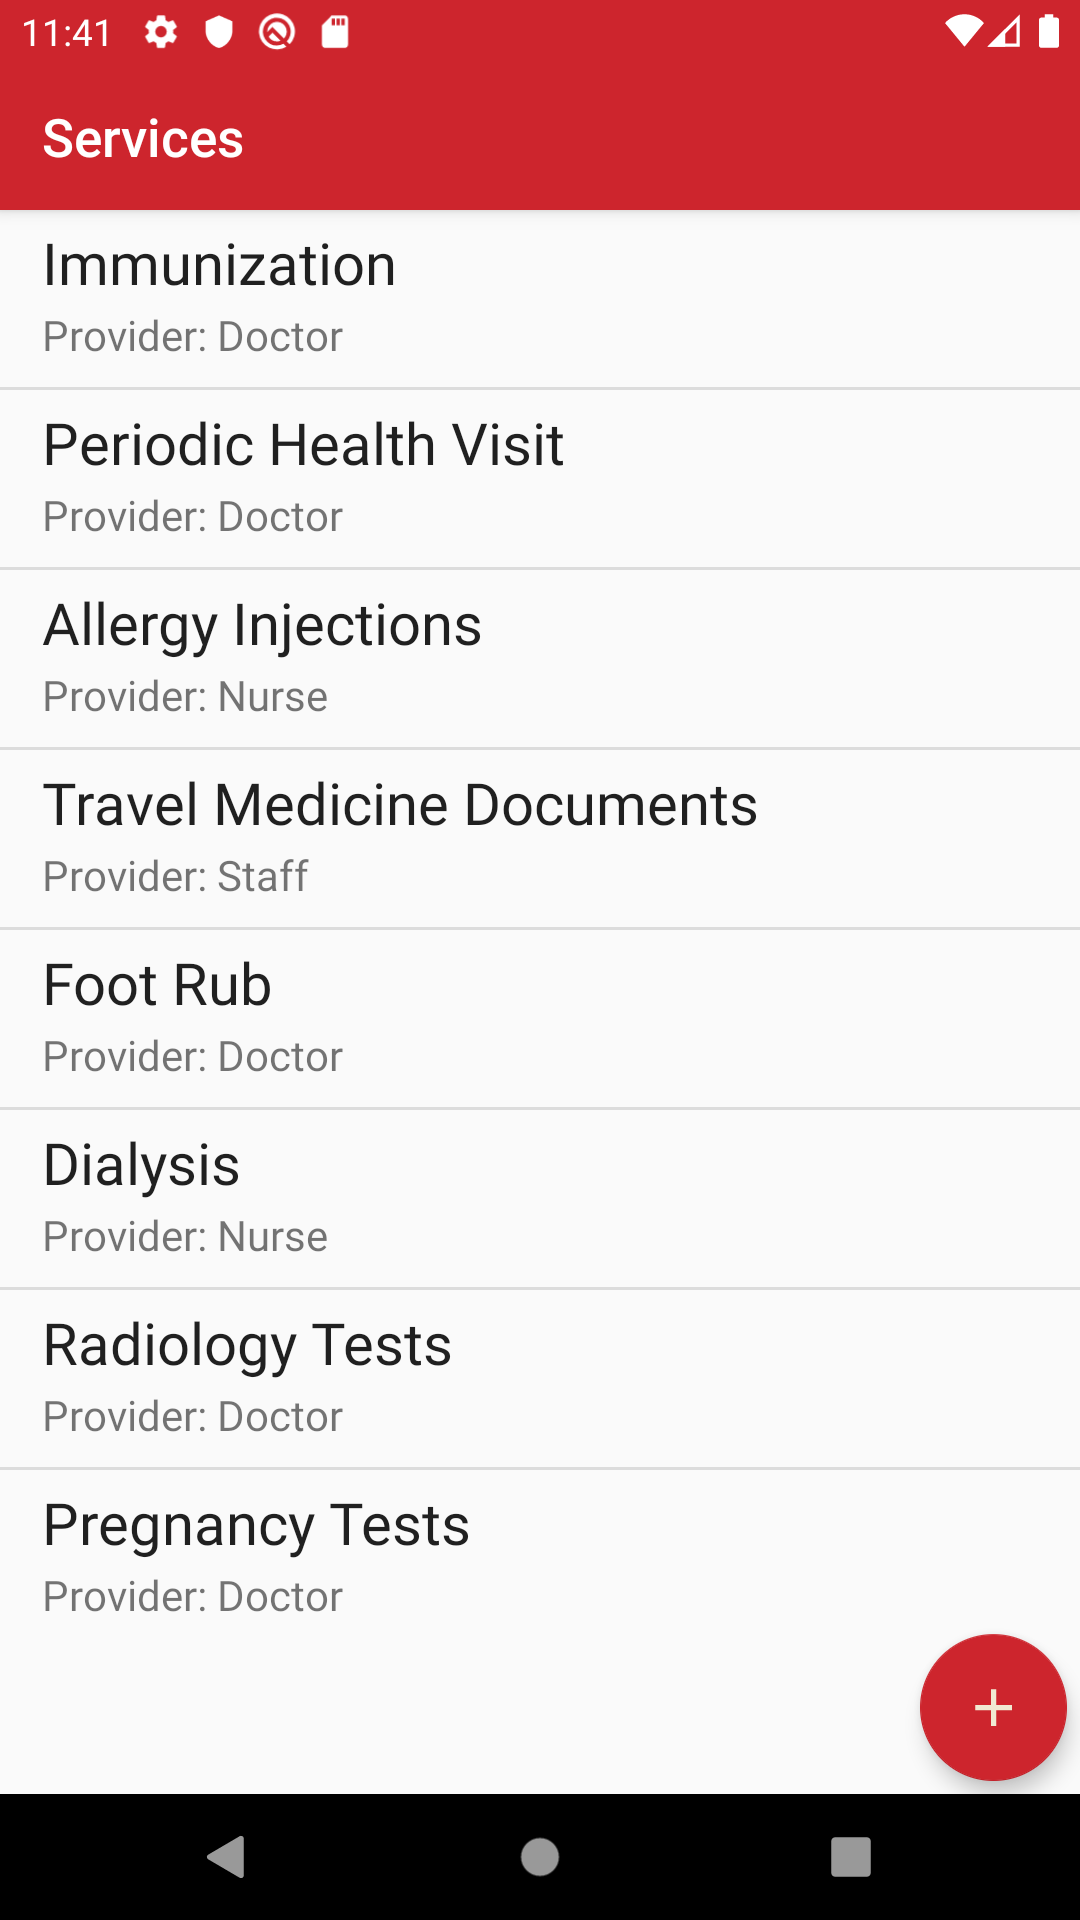 11:41
Services
Immunization
Provider: Doctor
Periodic Health Visit
Provider: Doctor
Allergy Injections
Provider: Nurse
Travel Medicine Documents
Provider: Staff
Foot Rub
Provider: Doctor
Dialysis
Provider: Nurse
Radiology Tests
Provider: Doctor
Pregnancy Tests
Provider: Doctor
+